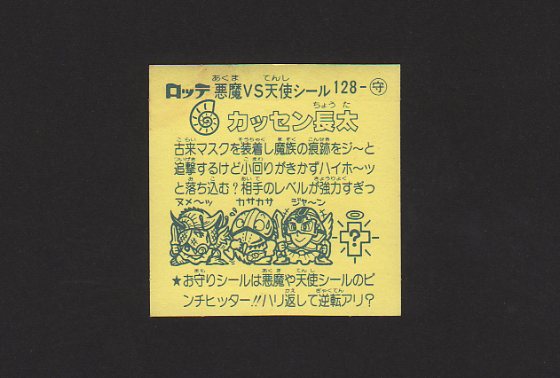 ロッテ 悪魔VS天使シール 128-守
カッセン長太
古来マスクを装着し魔族の痕跡をジ〜と
追撃するけど小回りがきかずハイホ〜ッ
と落ち込む?相手のレベルが強力すぎっ
ヌメ〜ッ カサカサ ジャ〜ン
?
★お守りシールは悪魔や天使シールのピ
ンチヒッター!!ハリ返して逆転アリ?